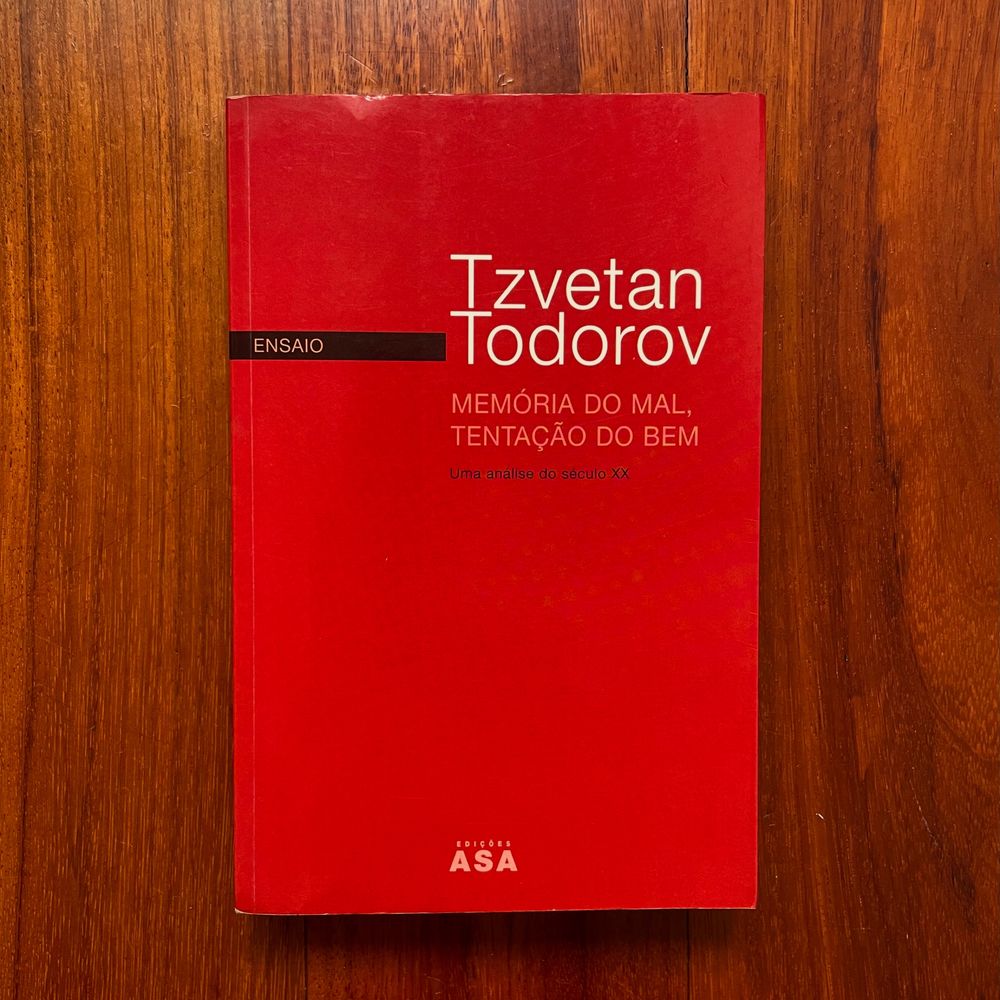 Tzvetan
Todorov
ENSAIO
MEMÓRIA DO MAL,
TENTAÇÃO DO BEM
Uma análise do século XX
EDIÇÕES
ASA